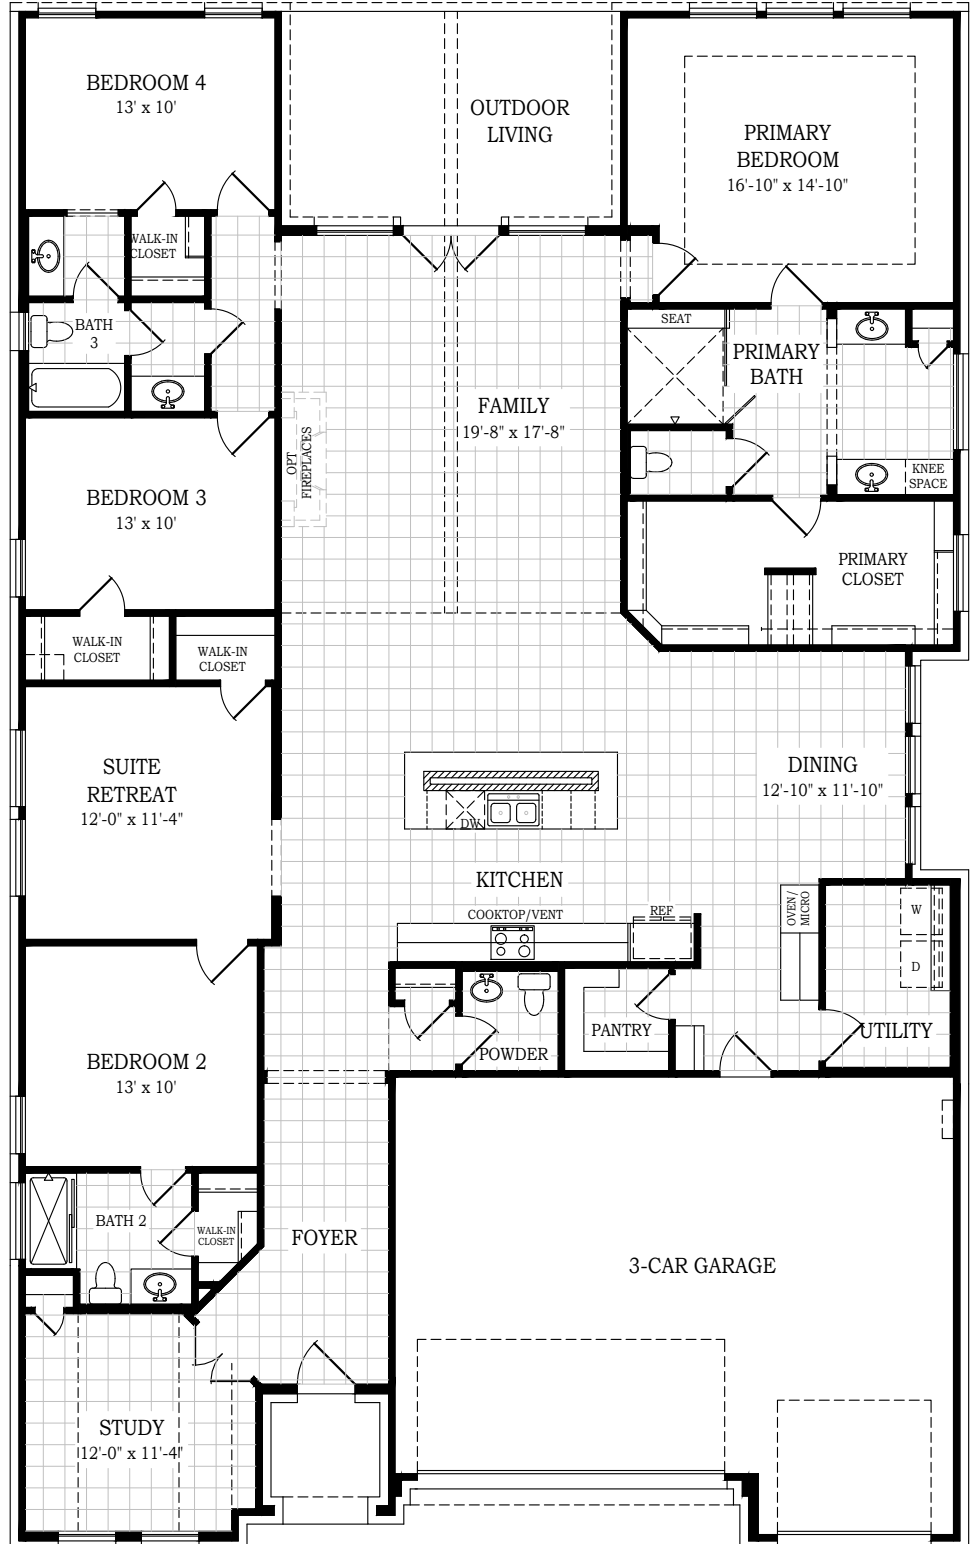 BEDROOM 4
13' x 10'
OUTDOOR
LIVING
PRIMARY
BEDROOM
16'-10" x 14'-10"
WALK-IN
CLOSET
BATH
3
SEAT
PRIMARY
BATH
FAMILY
19'-8" x 17'-8"
OPT
FIREPLACES
KNEE
SPACE
BEDROOM 3
13' x 10'
PRIMARY
CLOSET
WALK-IN
CLOSET
WALK-IN
CLOSET
SUITE
RETREAT
12'-0" x 11'-4"
DINING
12'-10" x 11'-10"
DW
KITCHEN
COOKTOP/VENT
REF
OVEN/
MICRO
W
D
PANTRY
UTILITY
POWDER
BEDROOM 2
13' x 10'
BATH 2
WALK-IN
CLOSET
FOYER
3-CAR GARAGE
STUDY
12'-0" x 11'-4"